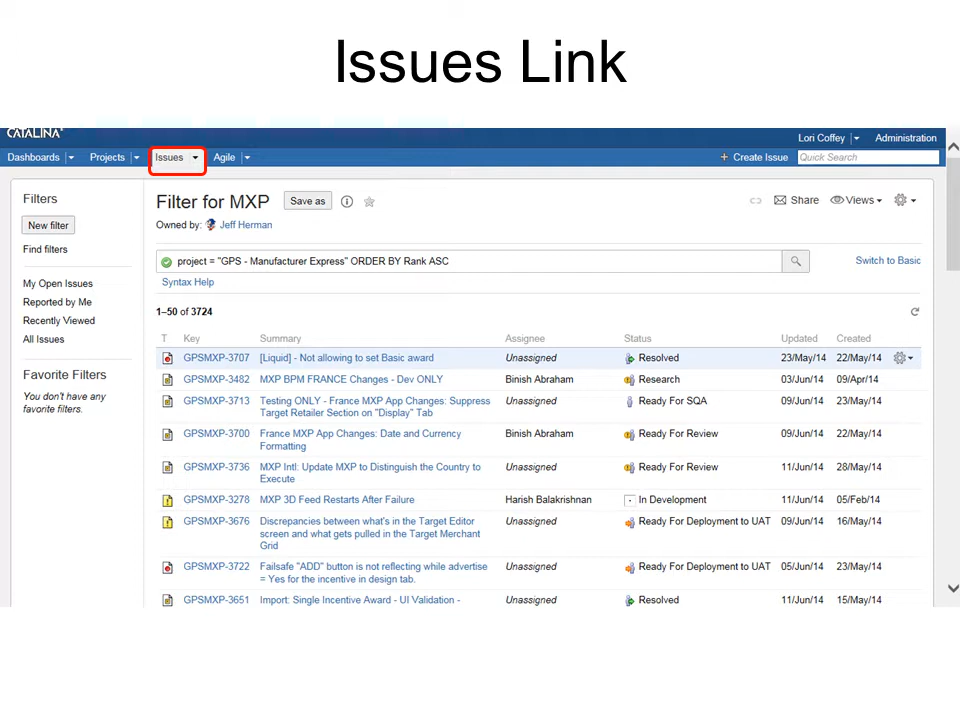 Issues Link
CATALINA
Lori Coffey Administration
Dashboards Projects Issues Agile + Create Issue Quick Search
Filters
New filter
Find filters
My Open Issues
Reported by Me
Recently Viewed
All Issues
Favorite Filters
You don't have any
favorite filters.
Filter for MXP Save as Share Views
Owned by: Jeff Herman
project = "GPS - Manufacturer Express" ORDER BY Rank ASC Switch to Basic
Syntax Help
1–50 of 3724
T Key Summary Assignee Status Updated Created
GPSMXP-3707 [Liquid] - Not allowing to set Basic award Unassigned Resolved 23/May/14 22/May/14
GPSMXP-3482 MXP BPM FRANCE Changes - Dev ONLY Binish Abraham Research 03/Jun/14 09/Apr/14
GPSMXP-3713 Testing ONLY - France MXP App Changes: Suppress Unassigned Ready For SQA 09/Jun/14 23/May/14
Target Retailer Section on "Display" Tab
GPSMXP-3700 France MXP App Changes: Date and Currency Binish Abraham Ready For Review 09/Jun/14 22/May/14
Formatting
GPSMXP-3736 MXP Intl: Update MXP to Distinguish the Country to Unassigned Ready For Review 11/Jun/14 28/May/14
Execute
GPSMXP-3278 MXP 3D Feed Restarts After Failure Harish Balakrishnan In Development 11/Jun/14 05/Feb/14
GPSMXP-3676 Discrepancies between what's in the Target Editor Unassigned Ready For Deployment to UAT 09/Jun/14 16/May/14
screen and what gets pulled in the Target Merchant
Grid
GPSMXP-3722 Failsafe "ADD" button is not reflecting while advertise Unassigned Ready For Deployment to UAT 05/Jun/14 23/May/14
= Yes for the incentive in design tab.
GPSMXP-3651 Import: Single Incentive Award - UI Validation - Unassigned Resolved 11/Jun/14 15/May/14